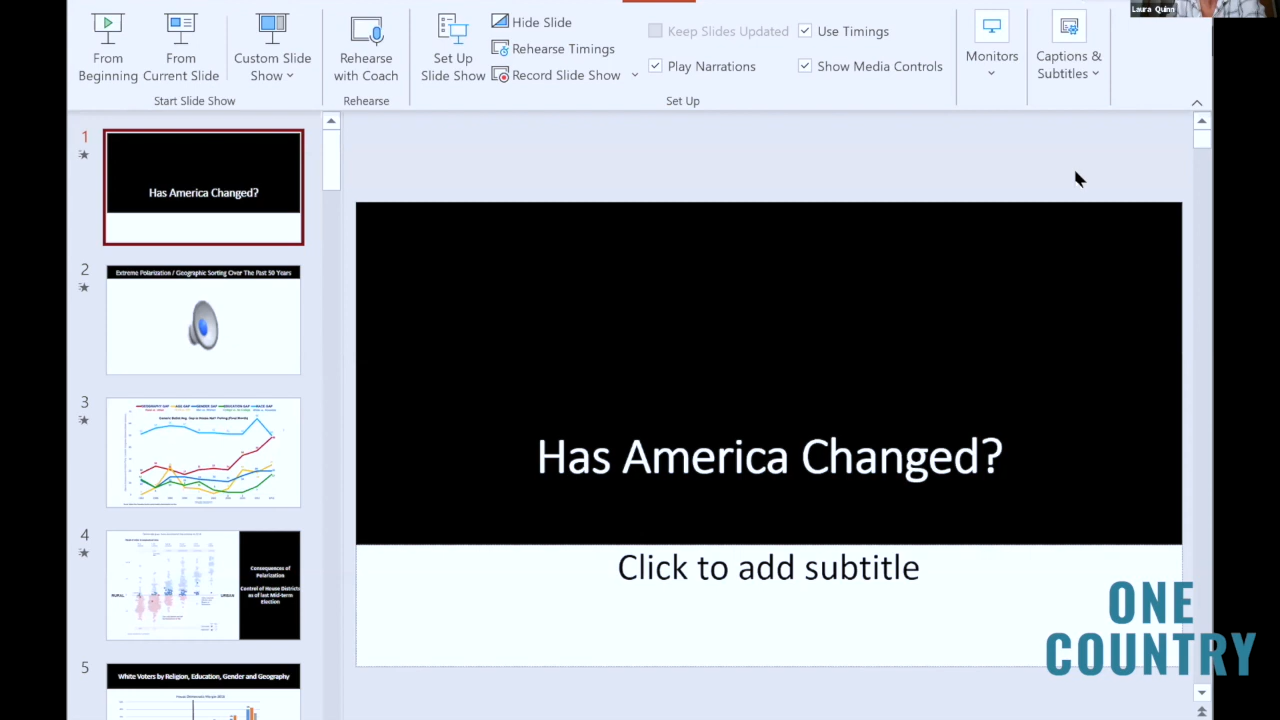 Laura Quinn
From
Beginning
From
Current Slide
Custom Slide
Show
Start Slide Show
Rehearse
with Coach
Rehearse
Set Up
Slide Show
Hide Slide
Rehearse Timings
Record Slide Show
Keep Slides Updated
Use Timings
Play Narrations
Show Media Controls
Set Up
Monitors
Captions &
Subtitles
1
Has America Changed?
2
Extreme Polarization / Geographic Sorting Over The Past 50 Years
3
4
Consequences of
Polarization
Control of House Districts
as of last Mid-term
Election
RURAL
URBAN
5
White Voters by Religion, Education, Gender and Geography
Has America Changed?
Click to add subtitle
ONE
COUNTRY